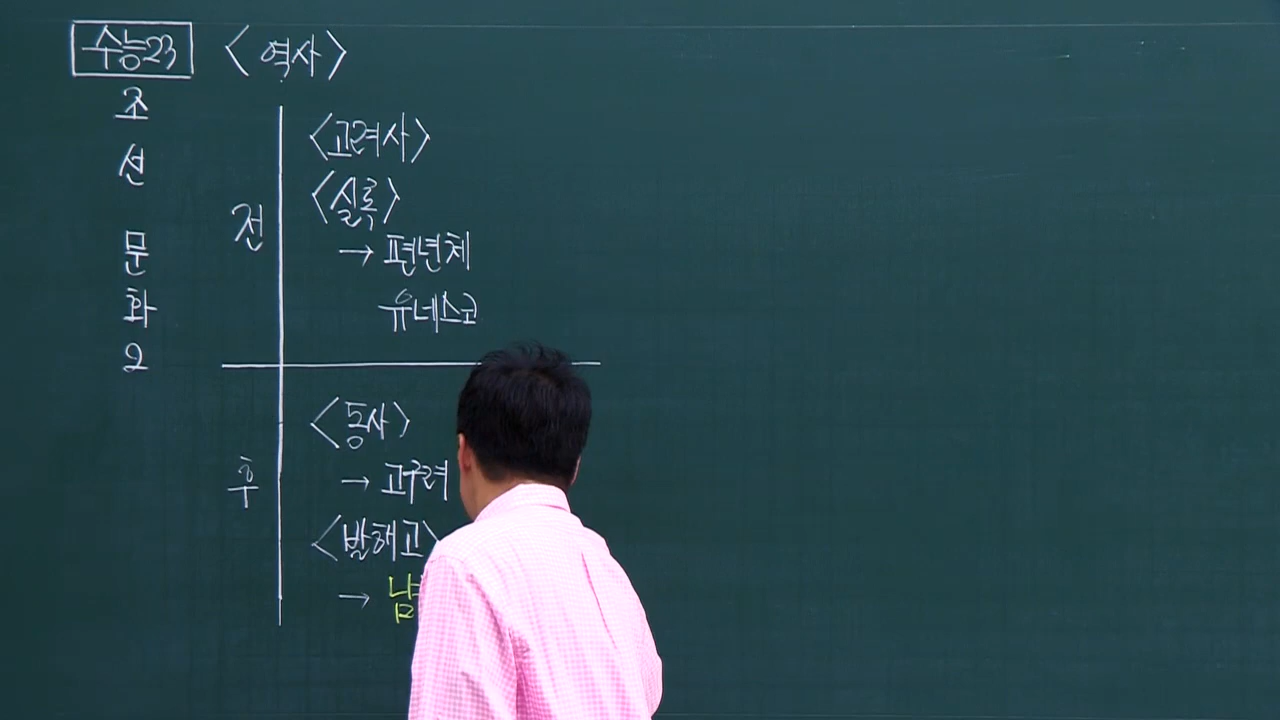 수능23 <역사>
조선 문화 2
전
<고려사>
<실록>
→ 편년체
유네스코
후
<동사>
→ 고구려
<발해고>
→ 남